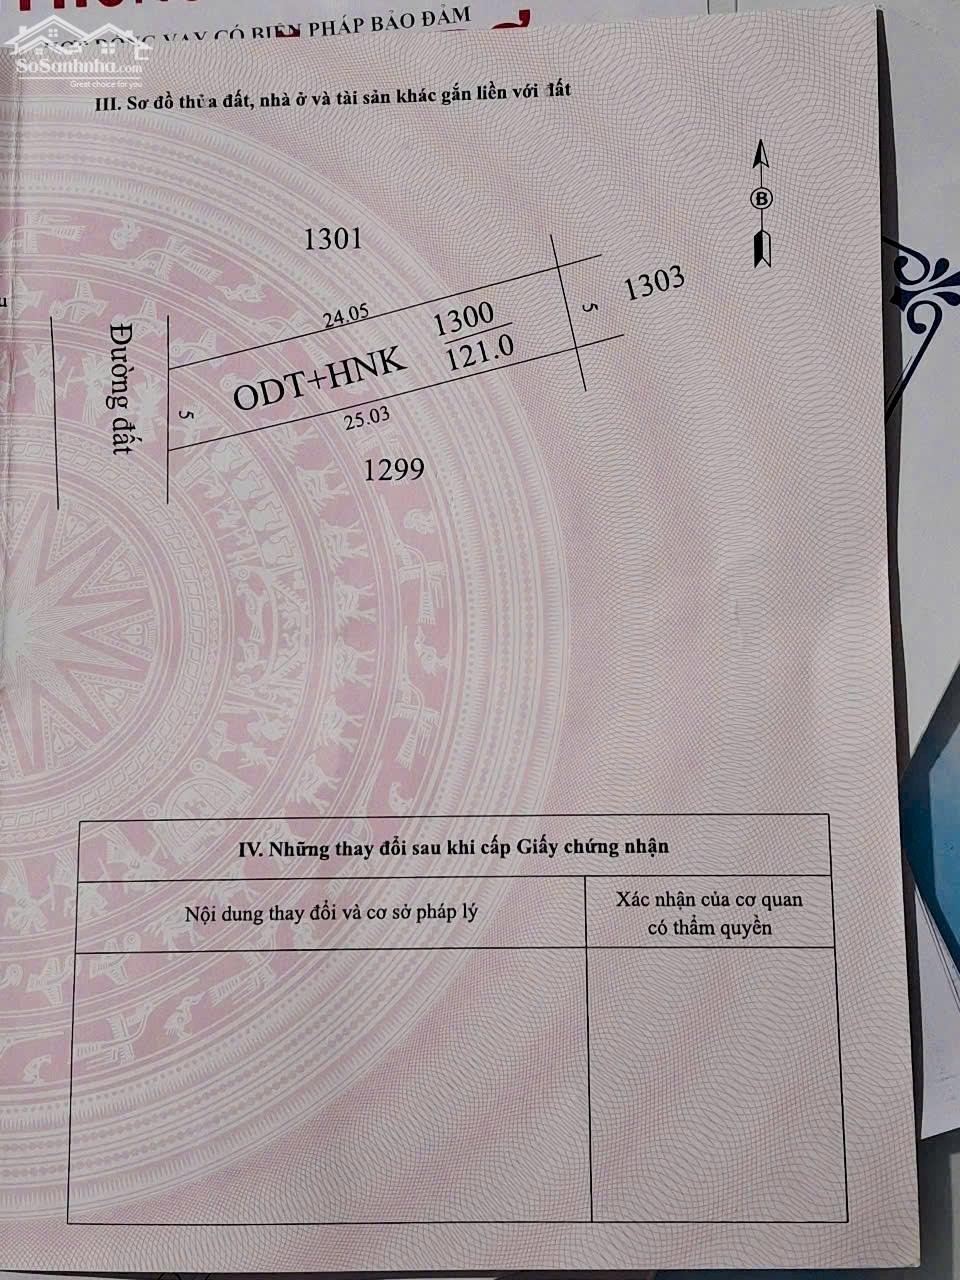 BIỆN PHÁP BẢO ĐẢM
SoSanhnha.com
Great choice for you
III. Sơ đồ thửa đất, nhà ở và tài sản khác gắn liền với đất
B
1301
1303
24.05
1300
121.0
5
Đường đất
5
ODT+HNK
25.03
1299
IV. Những thay đổi sau khi cấp Giấy chứng nhận
Nội dung thay đổi và cơ sở pháp lý
Xác nhận của cơ quan
có thẩm quyền